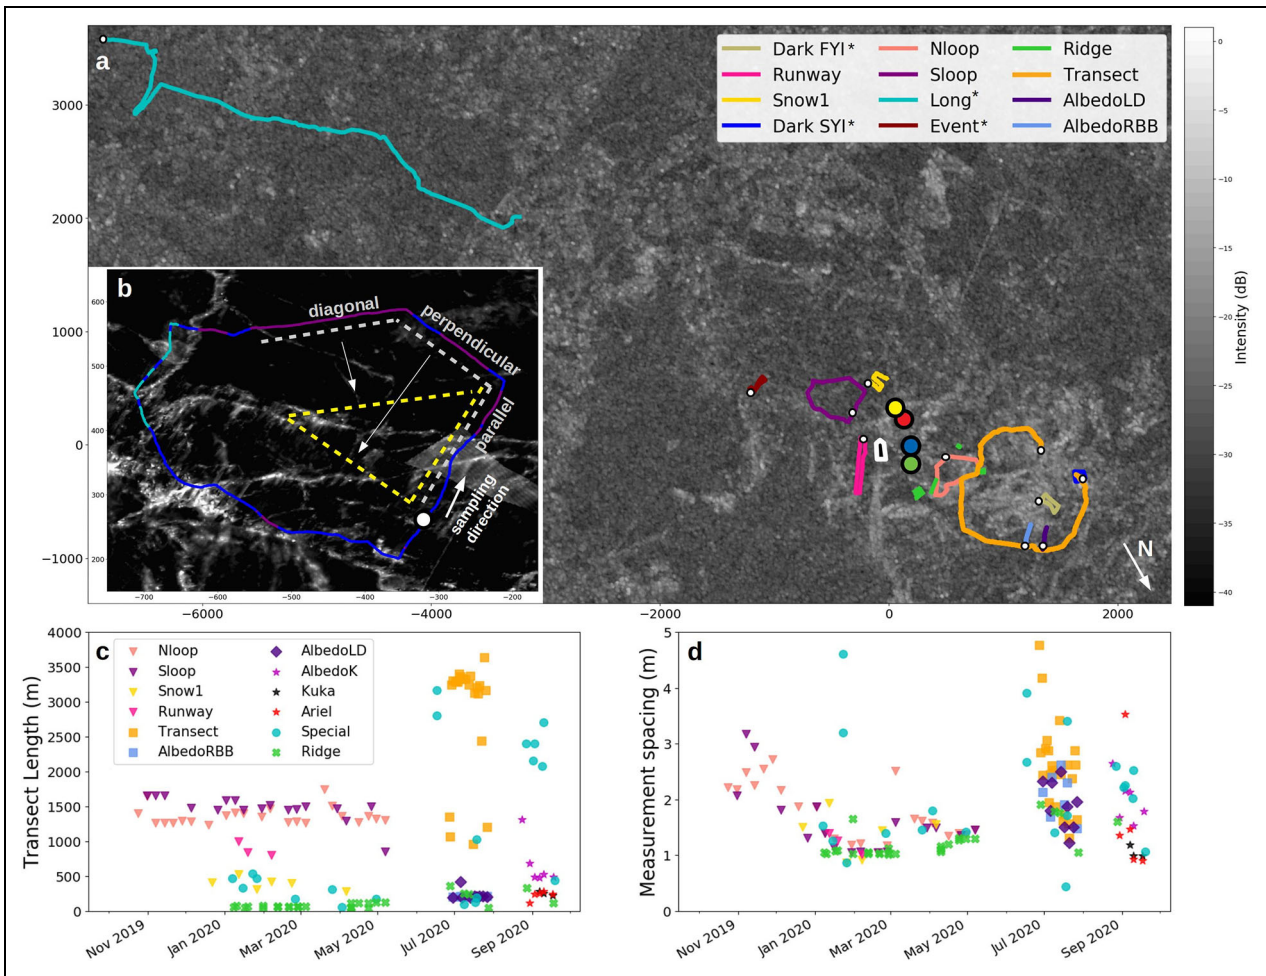 a
Dark FYI*
Runway
Snow1
Dark SYI*
Nloop
Sloop
Long*
Event*
Ridge
Transect
AlbedoLD
AlbedoRBB
3000
2000
1000
0
−1000
−6000
−4000
−2000
0
2000
N
0
−5
−10
−15
−20
−25
−30
−35
−40
Intensity (dB)
b
diagonal
perpendicular
parallel
sampling
direction
600
500
400
300
200
−700
−600
−500
−400
−300
−200
c
Nloop
Sloop
Snow1
Runway
Transect
AlbedoRBB
AlbedoLD
AlbedoK
Kuka
Ariel
Special
Ridge
Transect Length (m)
4000
3500
3000
2500
2000
1500
1000
500
0
Nov 2019
Jan 2020
Mar 2020
May 2020
Jul 2020
Sep 2020
d
Measurement spacing (m)
5
4
3
2
1
0
Nov 2019
Jan 2020
Mar 2020
May 2020
Jul 2020
Sep 2020